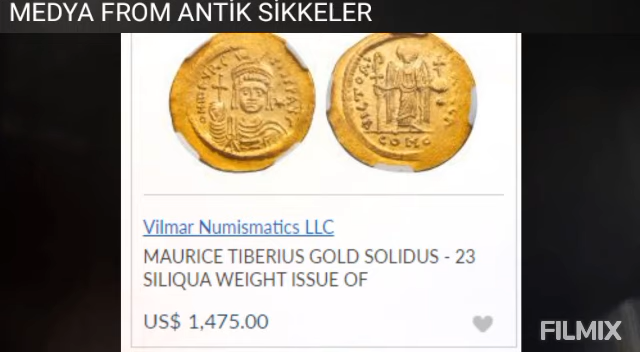 MEDYA FROM ANTİK SİKKELER
COMO
Vilmar Numismatics LLC
MAURICE TIBERIUS GOLD SOLIDUS - 23
SILIQUA WEIGHT ISSUE OF
US$ 1,475.00
FILMIX